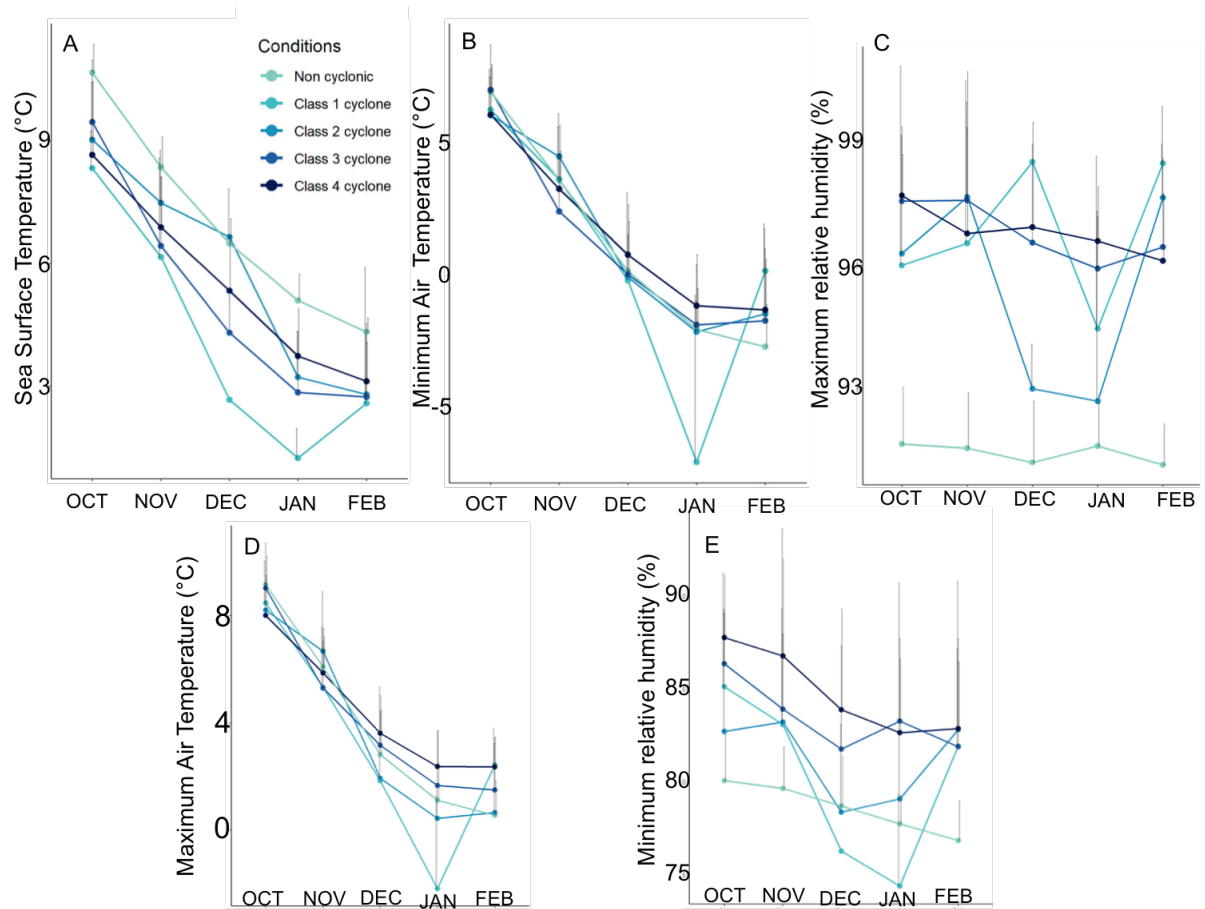 A
Sea Surface Temperature (°C)
9
6
3
OCT NOV DEC JAN FEB
Conditions
Non cyclonic
Class 1 cyclone
Class 2 cyclone
Class 3 cyclone
Class 4 cyclone
B
Minimum Air Temperature (°C)
5
0
-5
OCT NOV DEC JAN FEB
C
Maximum relative humidity (%)
99
96
93
OCT NOV DEC JAN FEB
D
Maximum Air Temperature (°C)
8
4
0
OCT NOV DEC JAN FEB
E
Minimum relative humidity (%)
90
85
80
75
OCT NOV DEC JAN FEB